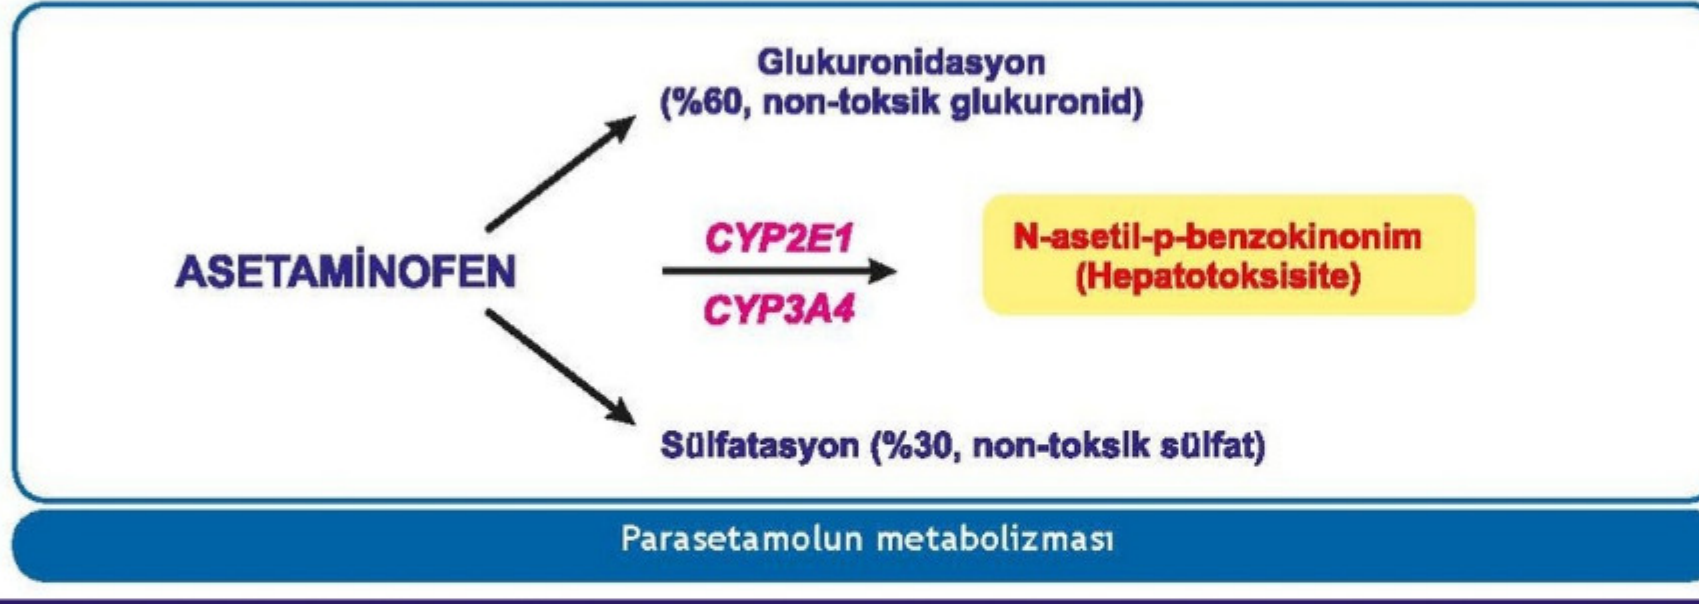 Glukuronidasyon
(%60, non-toksik glukuronid)
CYP2E1
ASETAMİNOFEN
CYP3A4
N-asetil-p-benzokinonim
(Hepatotoksisite)
Sülfatasyon (%30, non-toksik sülfat)
Parasetamolun metabolizması